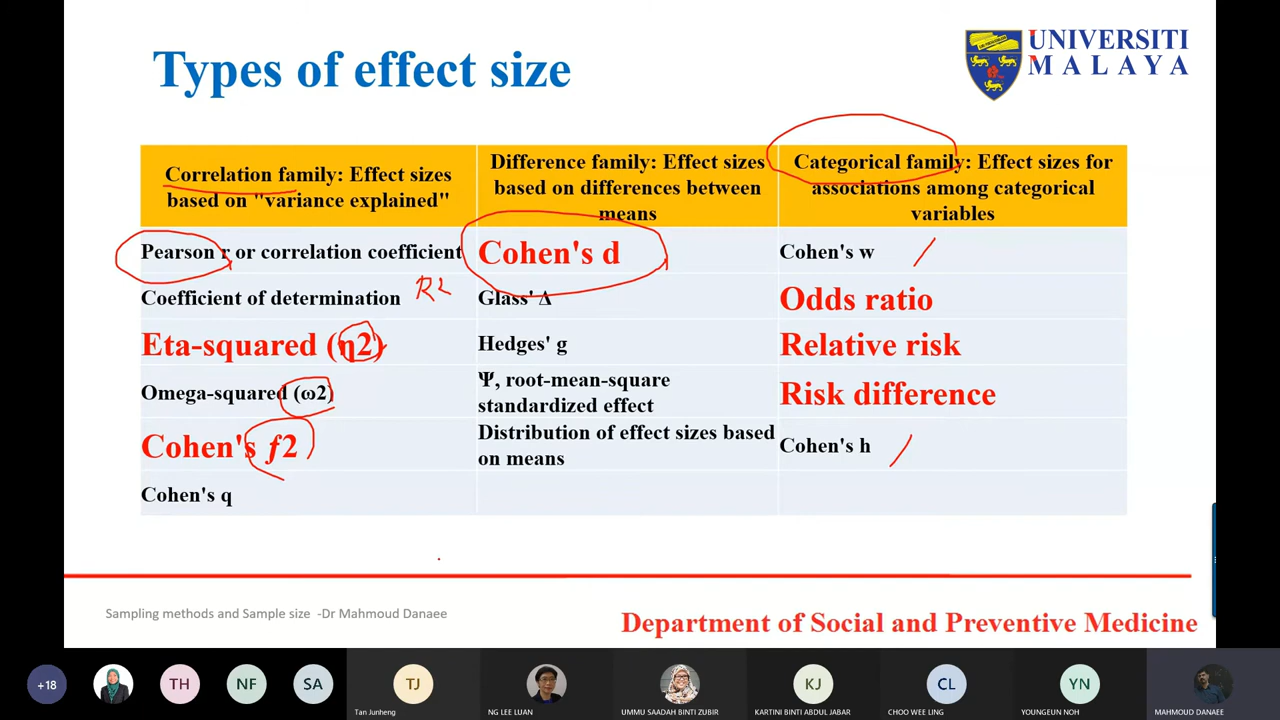 Types of effect size
UNIVERSITI
MALAYA
Correlation family: Effect sizes
based on "variance explained"
Difference family: Effect sizes
based on differences between
means
Categorical family: Effect sizes for
associations among categorical
variables
Pearson r or correlation coefficient
Cohen's d
Cohen's w
Coefficient of determination
R2
Glass' Δ
Odds ratio
Eta-squared (η2)
Hedges' g
Relative risk
Omega-squared (ω2)
Ψ, root-mean-square
standardized effect
Risk difference
Cohen's ƒ2
Distribution of effect sizes based
on means
Cohen's h
Cohen's q
Sampling methods and Sample size -Dr Mahmoud Danaee
Department of Social and Preventive Medicine
+18
TH
NF
SA
TJ
KJ
CL
YN
Tan Junheng
NG LEE LUAN
UMMU SAADAH BINTI ZUBIR
KARTINI BINTI ABDUL JABAR
CHOO WEE LING
YOUNGEUN NOH
MAHMOUD DANAEE